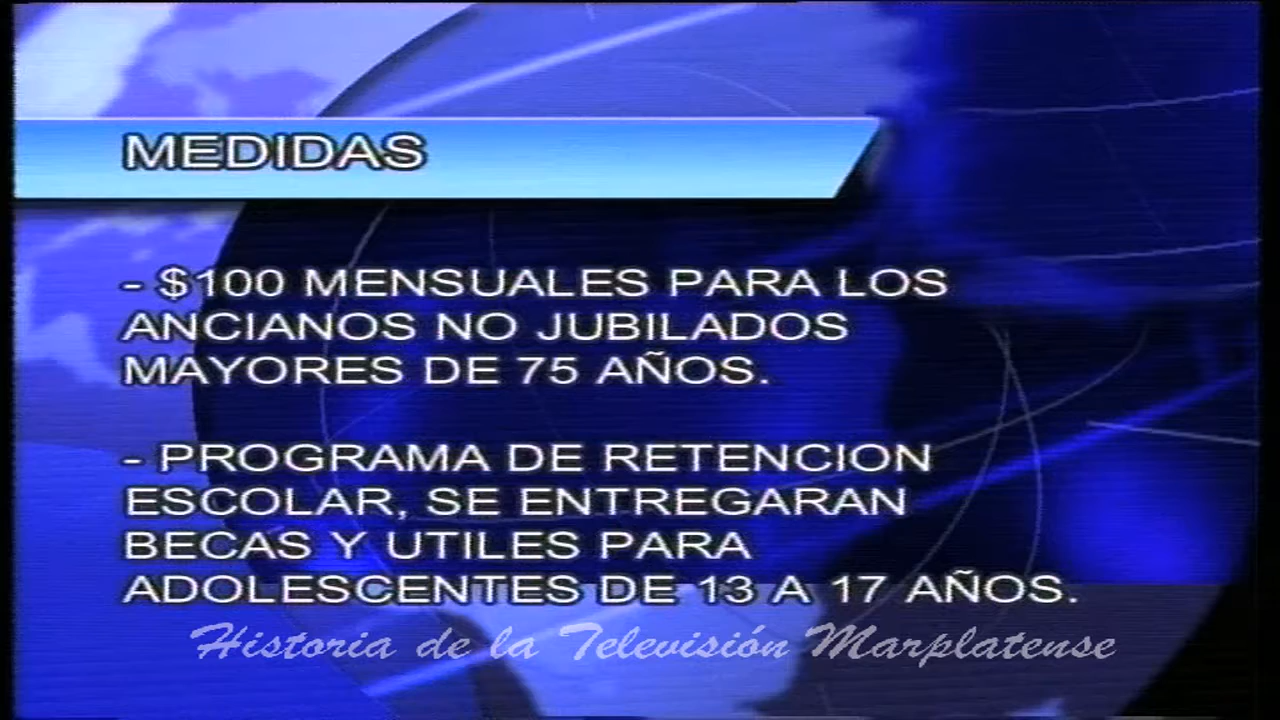 MEDIDAS
- $100 MENSUALES PARA LOS
ANCIANOS NO JUBILADOS
MAYORES DE 75 AÑOS.
- PROGRAMA DE RETENCION
ESCOLAR, SE ENTREGARAN
BECAS Y UTILES PARA
ADOLESCENTES DE 13 A 17 AÑOS.
Historia de la Televisión Marplatense